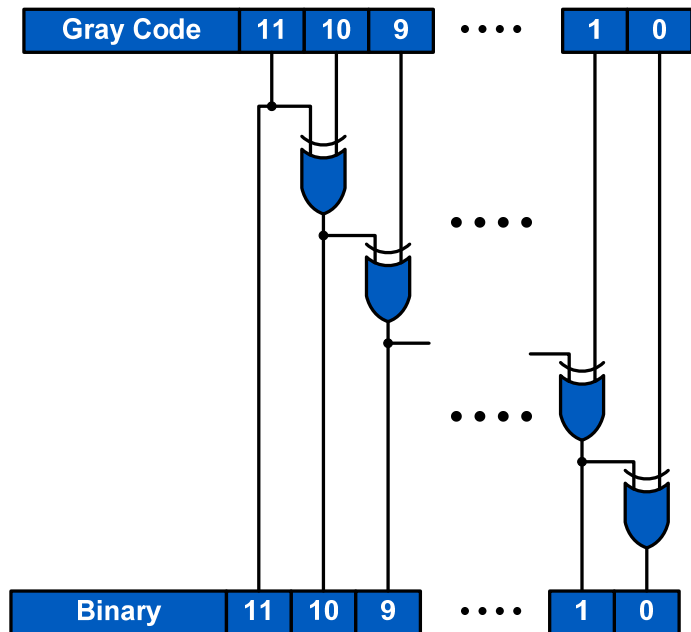 Gray Code 11 10 9 •••• 1 0
Binary 11 10 9 •••• 1 0